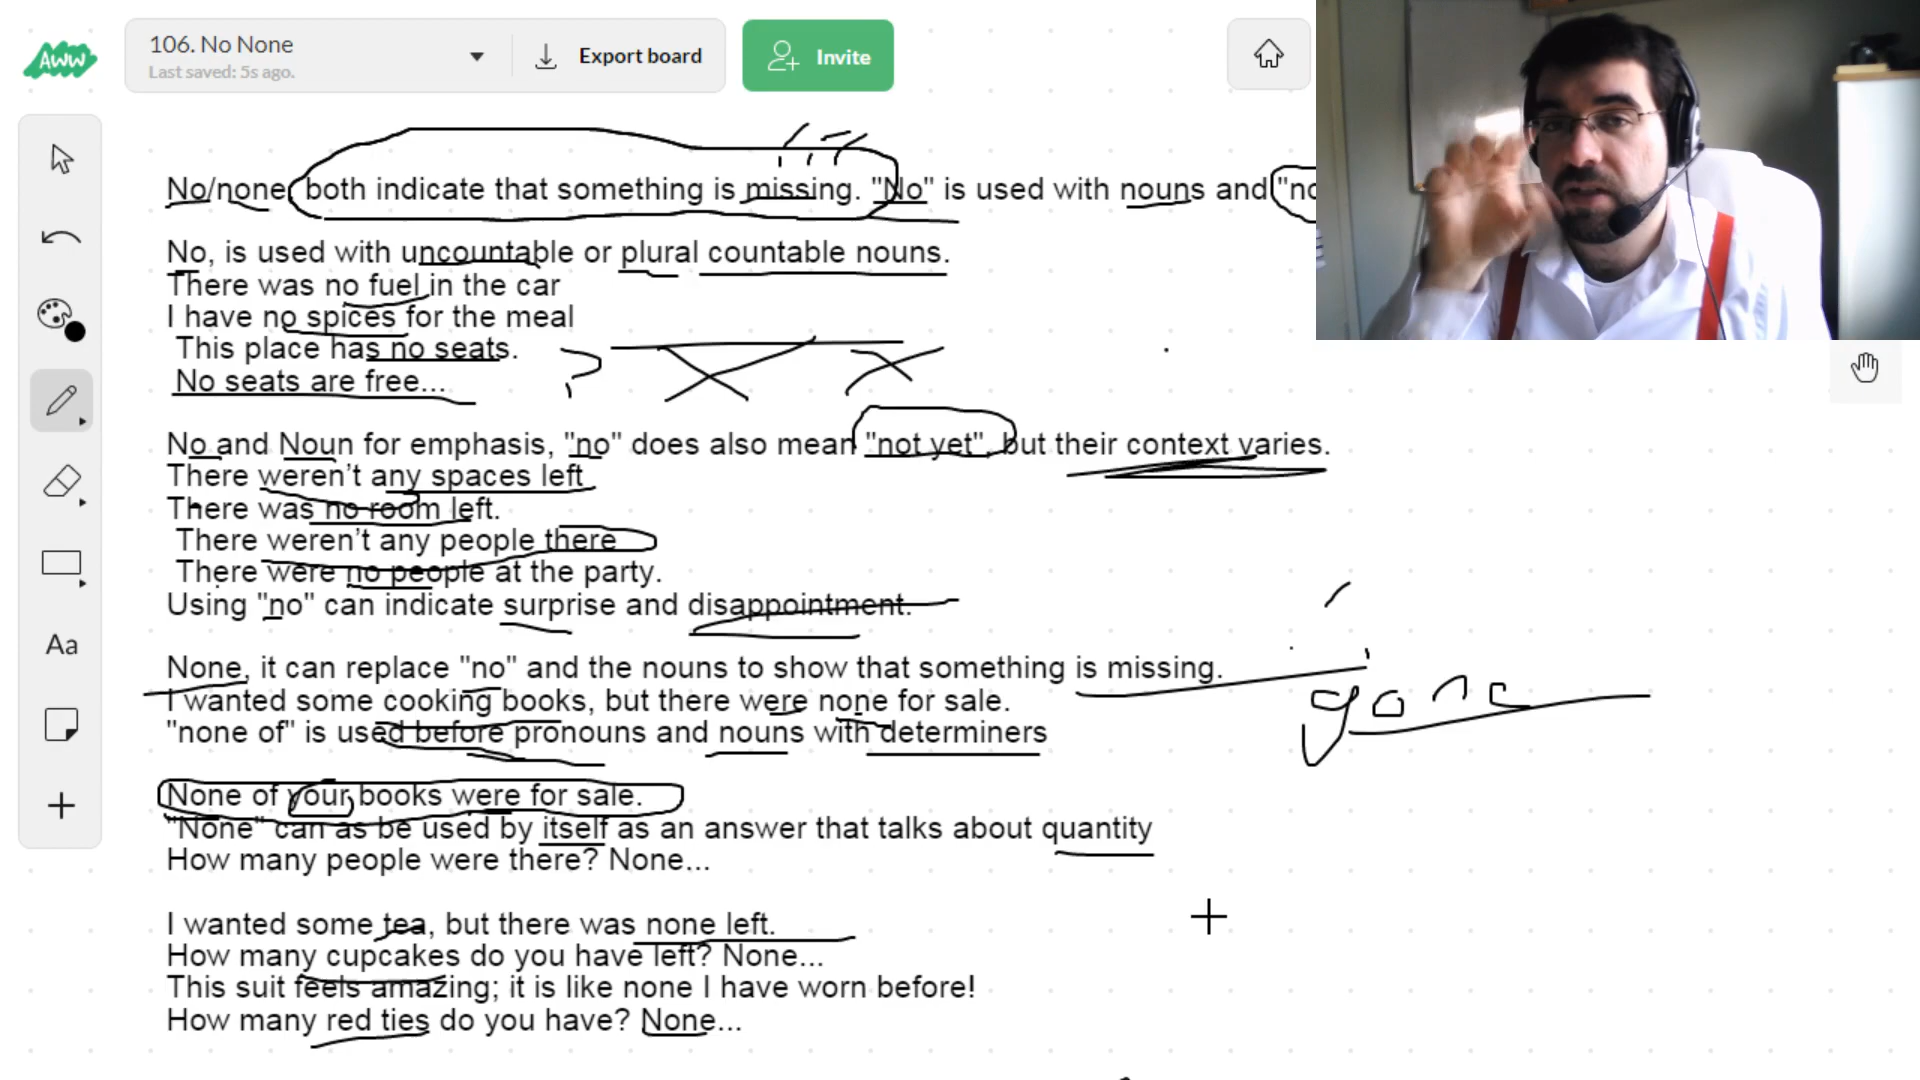 AWW
106. No None
Last saved: 5s ago.
Export board
Invite
No/none both indicate that something is missing. "No" is used with nouns and "no
No, is used with uncountable or plural countable nouns.
There was no fuel in the car
I have no spices for the meal
This place has no seats.
No seats are free...
?
No and Noun for emphasis, "no" does also mean "not yet", but their context varies.
There weren't any spaces left
There was no room left.
There weren't any people there
There were no people at the party.
Using "no" can indicate surprise and disappointment.
None, it can replace "no" and the nouns to show that something is missing.
gone
I wanted some cooking books, but there were none for sale.
"none of" is used before pronouns and nouns with determiners
None of your books were for sale.
"None" can as be used by itself as an answer that talks about quantity
How many people were there? None...
I wanted some tea, but there was none left.
How many cupcakes do you have left? None...
This suit feels amazing; it is like none I have worn before!
How many red ties do you have? None...
Aa